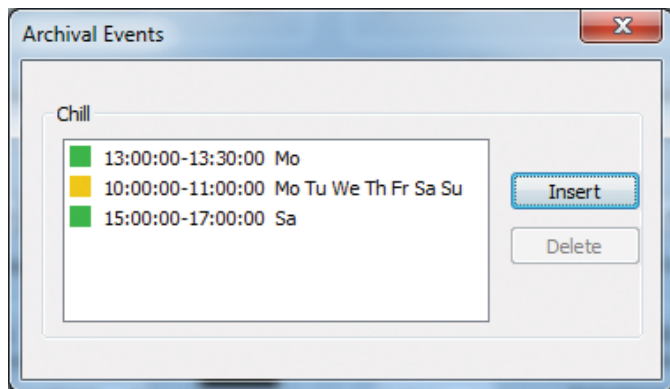 Archival Events
Chill
13:00:00-13:30:00 Mo
10:00:00-11:00:00 Mo Tu We Th Fr Sa Su
15:00:00-17:00:00 Sa
Insert
Delete